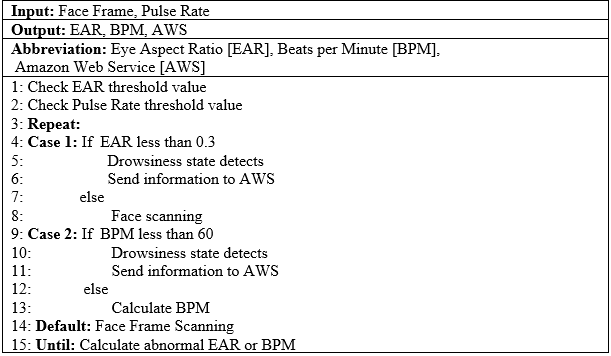 Input: Face Frame, Pulse Rate
Output: EAR, BPM, AWS
Abbreviation: Eye Aspect Ratio [EAR], Beats per Minute [BPM],
Amazon Web Service [AWS]
1: Check EAR threshold value
2: Check Pulse Rate threshold value
3: Repeat:
4: Case 1: If EAR less than 0.3
5: Drowsiness state detects
6: Send information to AWS
7: else
8: Face scanning
9: Case 2: If BPM less than 60
10: Drowsiness state detects
11: Send information to AWS
12: else
13: Calculate BPM
14: Default: Face Frame Scanning
15: Until: Calculate abnormal EAR or BPM